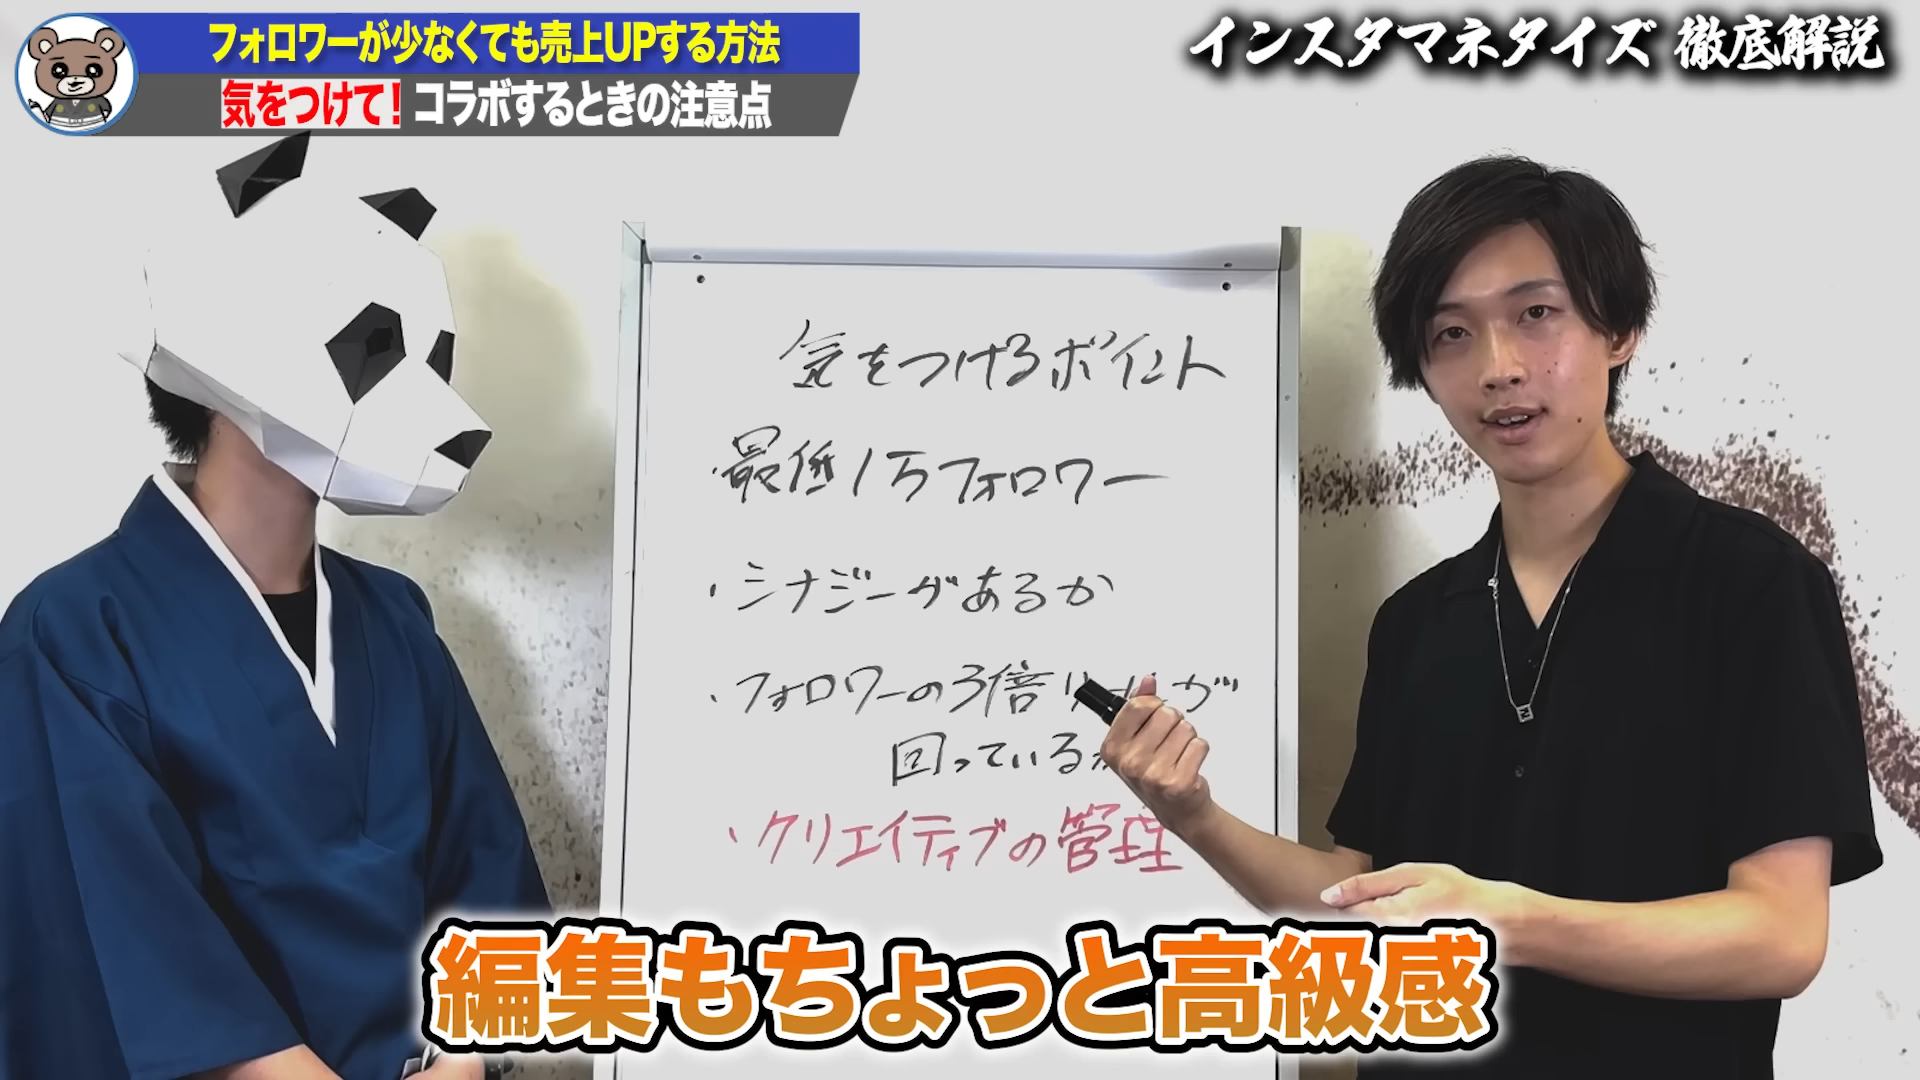 フォロワーが少なくても売上UPする方法
気をつけて! コラボするときの注意点
インスタマネタイズ 徹底解説
気をつけるポイント
・最低1万フォロワー
・シナジーがあるか
・フォロワーの3倍リーチが
回っているか
・クリエイティブの管理
編集もちょっと高級感